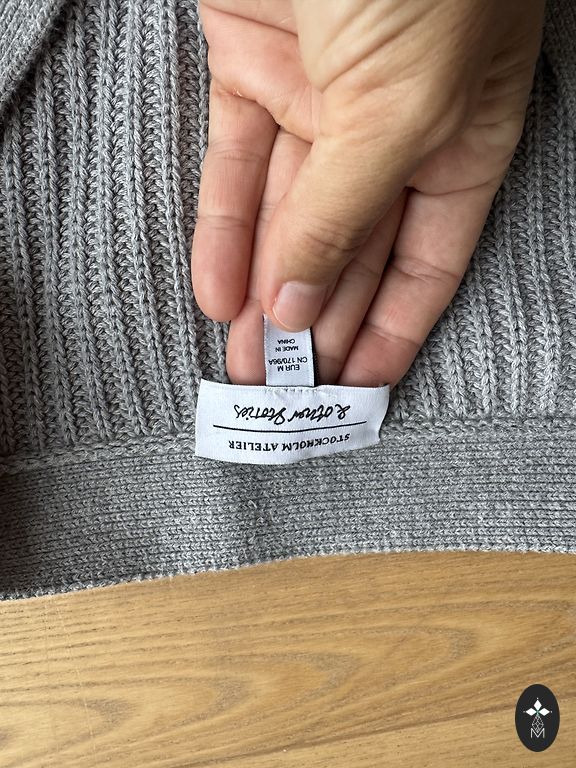 STOCKHOLM ATELIER
& other Stories
EUR M
CN 170/96A
MADE IN
CHINA
M